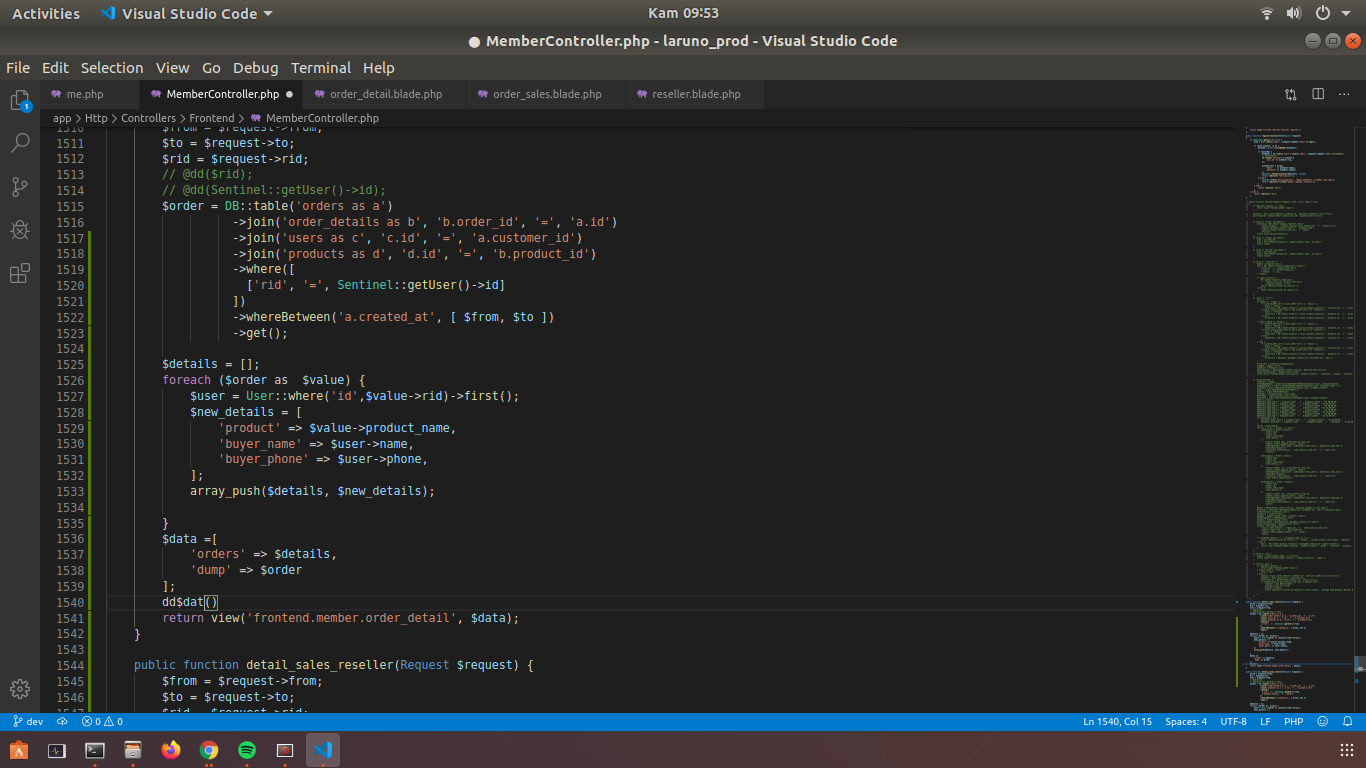 Activities
Visual Studio Code
Kam 09:53
● MemberController.php - laruno_prod - Visual Studio Code
File Edit Selection View Go Debug Terminal Help
1
me.php
MemberController.php
order_detail.blade.php
order_sales.blade.php
reseller.blade.php
app > Http > Controllers > Frontend > MemberController.php
1510 $from = $request->from;
1511 $to = $request->to;
1512 $rid = $request->rid;
1513 // @dd($rid);
1514 // @dd(Sentinel::getUser()->id);
1515 $order = DB::table('orders as a')
1516 ->join('order_details as b', 'b.order_id', '=', 'a.id')
1517 ->join('users as c', 'c.id', '=', 'a.customer_id')
1518 ->join('products as d', 'd.id', '=', 'b.product_id')
1519 ->where([
1520 ['rid', '=', Sentinel::getUser()->id]
1521 ])
1522 ->whereBetween('a.created_at', [ $from, $to ])
1523 ->get();
1524
1525 $details = [];
1526 foreach ($order as  $value) {
1527 $user = User::where('id',$value->rid)->first();
1528 $new_details = [
1529 'product' => $value->product_name,
1530 'buyer_name' => $user->name,
1531 'buyer_phone' => $user->phone,
1532 ];
1533 array_push($details, $new_details);
1534
1535 }
1536 $data =[
1537 'orders' => $details,
1538 'dump' => $order
1539 ];
1540 dd$dat()
1541 return view('frontend.member.order_detail', $data);
1542 }
1543
1544 public function detail_sales_reseller(Request $request) {
1545 $from = $request->from;
1546 $to = $request->to;
1547 $rid = $request->rid;
dev
0 0
Ln 1540, Col 15
Spaces: 4
UTF-8
LF
PHP